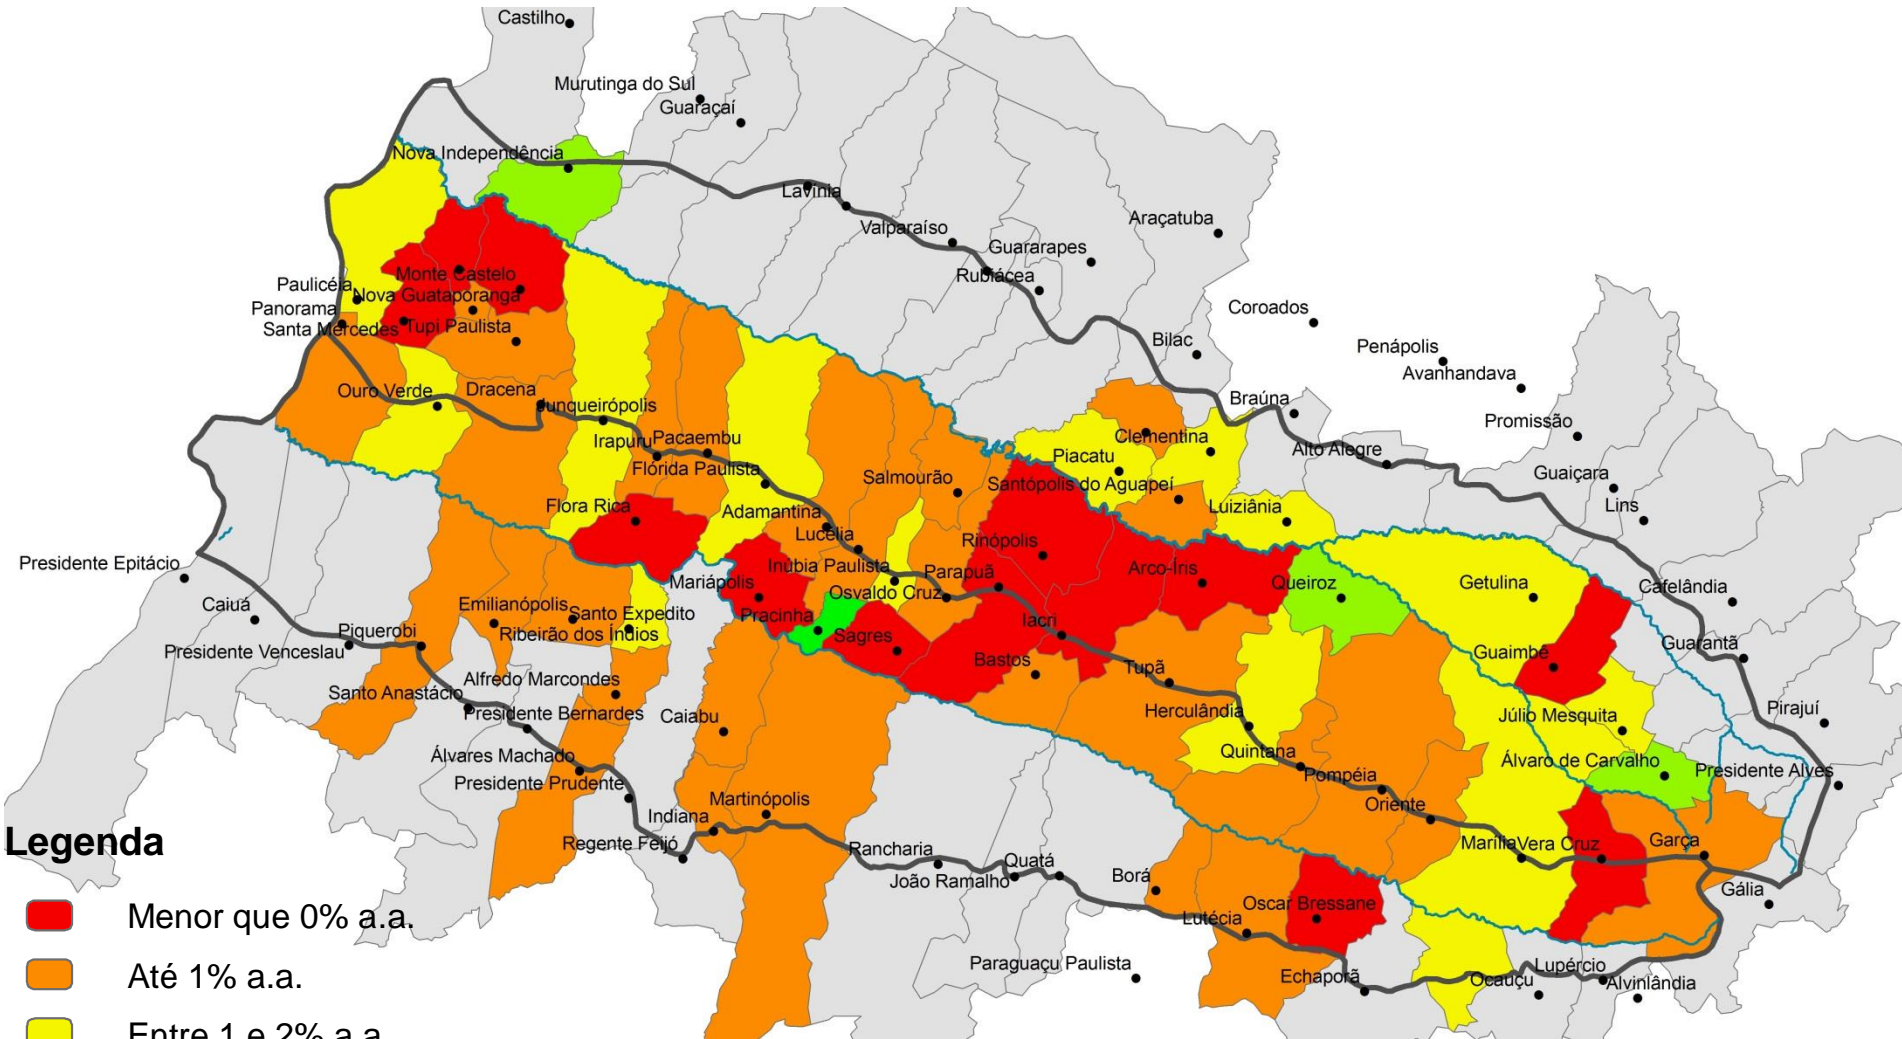 Castilho
Murutinga do Sul
Guaraçaí
Nova Independência
Lavínia
Valparaíso
Araçatuba
Guararapes
Rubiácea
Monte Castelo
Paulicéia
Nova Guataporanga
Panorama
Santa Mercedes
Tupi Paulista
Coroados
Bilac
Penápolis
Avanhandava
Ouro Verde
Dracena
Junqueirópolis
Braúna
Promissão
Irapuru
Pacaembu
Clementina
Alto Alegre
Flórida Paulista
Piacatu
Guaiçara
Salmourão
Santópolis do Aguapeí
Lins
Flora Rica
Adamantina
Luiziânia
Lucélia
Rinópolis
Presidente Epitácio
Inúbia Paulista
Parapuã
Arco-Íris
Mariápolis
Queiroz
Getulina
Cafelândia
Osvaldo Cruz
Caiuá
Emilianópolis
Santo Expedito
Pracinha
Iacri
Piquerobi
Ribeirão dos Índios
Sagres
Guarantã
Presidente Venceslau
Bastos
Tupã
Guaimbé
Alfredo Marcondes
Santo Anastácio
Presidente Bernardes
Caiabu
Herculândia
Júlio Mesquita
Pirajuí
Álvares Machado
Quintana
Álvaro de Carvalho
Presidente Alves
Presidente Prudente
Pompéia
Martinópolis
Oriente
Indiana
Legenda
Regente Feijó
Rancharia
Marília
Vera Cruz
Garça
Quatá
João Ramalho
Borá
Gália
Menor que 0% a.a.
Oscar Bressane
Lutécia
Paraguaçu Paulista
Lupércio
Até 1% a.a.
Echaporã
Ocauçu
Alvinlândia
Entre 1 e 2% a.a.